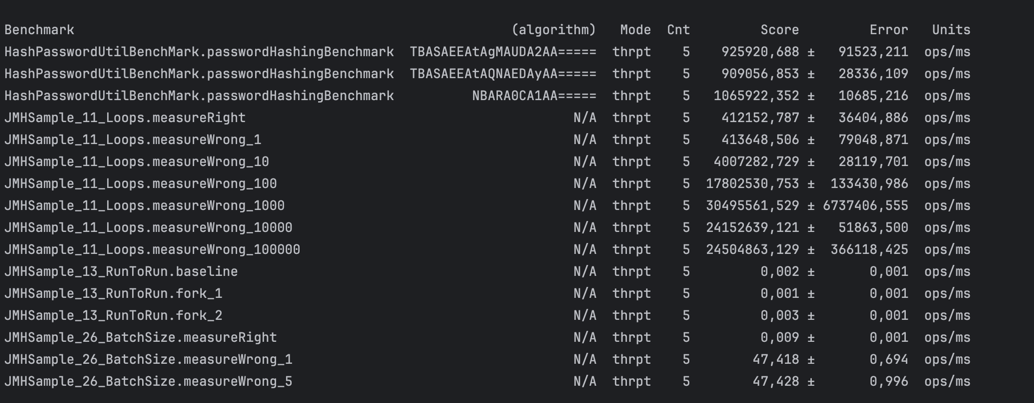 Benchmark (algorithm) Mode Cnt Score Error Units
HashPasswordUtilBenchMark.passwordHashingBenchmark TBASAEEAtAgMAUDA2AA===== thrpt 5 925920,688 ± 91523,211 ops/ms
HashPasswordUtilBenchMark.passwordHashingBenchmark TBASAEEAtAQNAEDAyAA===== thrpt 5 909056,853 ± 28336,109 ops/ms
HashPasswordUtilBenchMark.passwordHashingBenchmark NBARA0CA1AA===== thrpt 5 1065922,352 ± 10685,216 ops/ms
JMHSample_11_Loops.measureRight N/A thrpt 5 412152,787 ± 36404,886 ops/ms
JMHSample_11_Loops.measureWrong_1 N/A thrpt 5 413648,506 ± 79048,871 ops/ms
JMHSample_11_Loops.measureWrong_10 N/A thrpt 5 4007282,729 ± 28119,701 ops/ms
JMHSample_11_Loops.measureWrong_100 N/A thrpt 5 17802530,753 ± 133430,986 ops/ms
JMHSample_11_Loops.measureWrong_1000 N/A thrpt 5 30495561,529 ± 6737406,555 ops/ms
JMHSample_11_Loops.measureWrong_10000 N/A thrpt 5 24152639,121 ± 51863,500 ops/ms
JMHSample_11_Loops.measureWrong_100000 N/A thrpt 5 24504863,129 ± 366118,425 ops/ms
JMHSample_13_RunToRun.baseline N/A thrpt 5 0,002 ± 0,001 ops/ms
JMHSample_13_RunToRun.fork_1 N/A thrpt 5 0,001 ± 0,001 ops/ms
JMHSample_13_RunToRun.fork_2 N/A thrpt 5 0,003 ± 0,001 ops/ms
JMHSample_26_BatchSize.measureRight N/A thrpt 5 0,009 ± 0,001 ops/ms
JMHSample_26_BatchSize.measureWrong_1 N/A thrpt 5 47,418 ± 0,694 ops/ms
JMHSample_26_BatchSize.measureWrong_5 N/A thrpt 5 47,428 ± 0,996 ops/ms